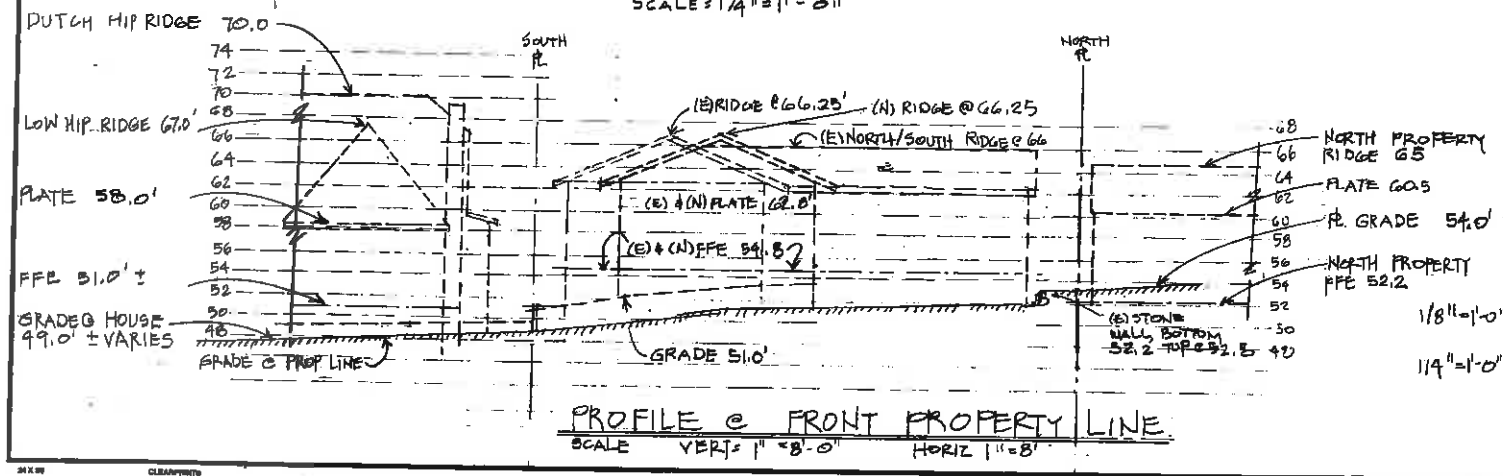 SCALE: 1/4" = 1'-0"
DUTCH HIP RIDGE 70.0
SOUTH
PL
NORTH
PL
74
72
70
68
66
64
62
60
58
56
54
52
50
48
LOW HIP RIDGE 67.0'
PLATE 58.0'
FFE 51.0' ±
GRADE @ HOUSE
49.0' ± VARIES
GRADE @ PROP LINE
(E) RIDGE @ 66.25'
(N) RIDGE @ 66.25
(E) NORTH/SOUTH RIDGE @ 66
(E) & (N) PLATE 62.8'
(E) & (N) FFE 54.8
GRADE 51.0'
(E) STONE
WALL BOTTOM
52.2 TOP @ 52.8
68
66
64
62
60
58
56
54
52
50
NORTH PROPERTY
RIDGE 65
PLATE 60.5
PL GRADE 54.0'
NORTH PROPERTY
FFE 52.2
1/8" = 1'-0"
1/4" = 1'-0"
PROFILE @ FRONT PROPERTY LINE
SCALE VERT: 1" = 8'-0" HORIZ 1" = 8'
CLEARPRINT®